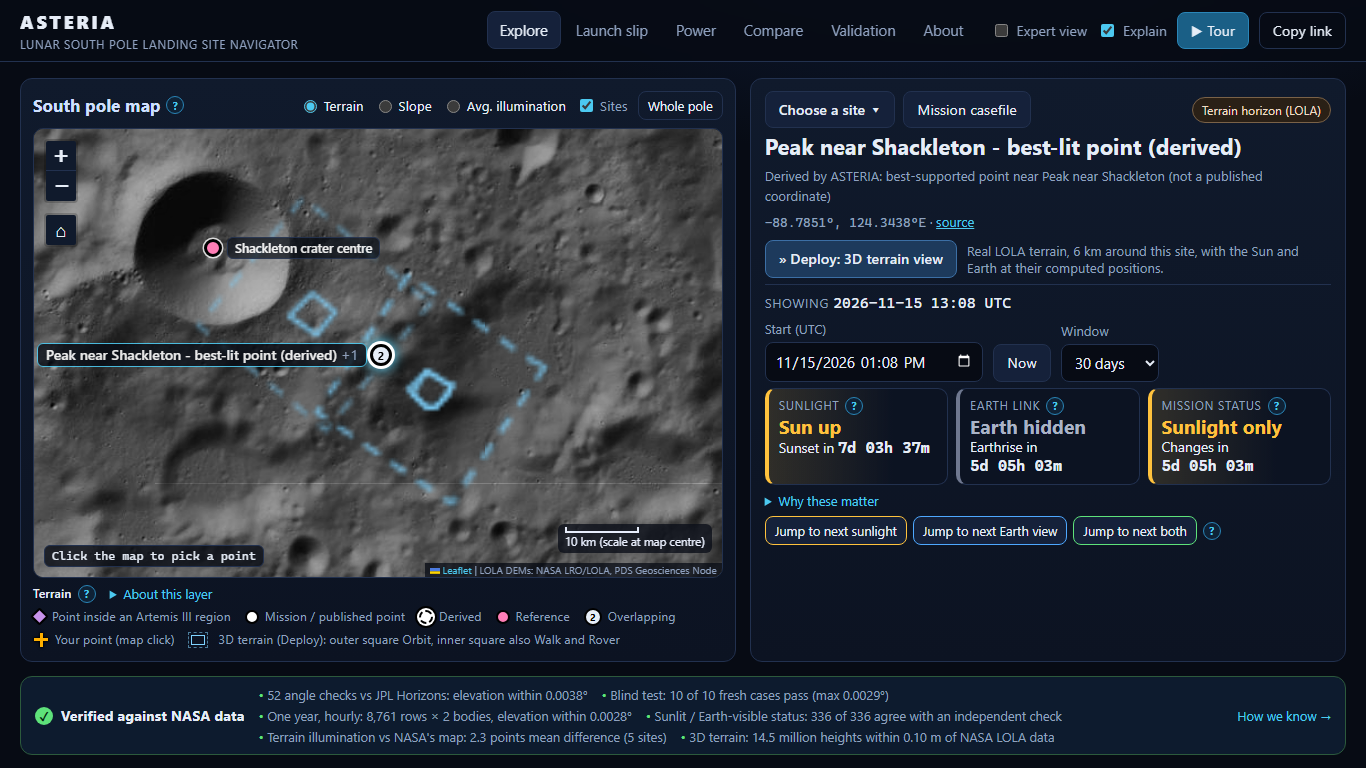 ASTERIA
LUNAR SOUTH POLE LANDING SITE NAVIGATOR
Explore
Launch slip
Power
Compare
Validation
About
Expert view
Explain
▶ Tour
Copy link
South pole map ?
Terrain
Slope
Avg. illumination
Sites
Whole pole
+
−
⌂
Shackleton crater centre
Peak near Shackleton - best-lit point (derived) +1
2
10 km (scale at map centre)
Click the map to pick a point
Leaflet | LOLA DEMs: NASA LRO/LOLA, PDS Geosciences Node
Terrain ? ▶ About this layer
Point inside an Artemis III region
Mission / published point
Derived
Reference
2 Overlapping
Your point (map click)
3D terrain (Deploy): outer square Orbit, inner square also Walk and Rover
Choose a site ▾
Mission casefile
Terrain horizon (LOLA)
Peak near Shackleton - best-lit point (derived)
Derived by ASTERIA: best-supported point near Peak near Shackleton (not a published
coordinate)
−88.7851°, 124.3438°E · source
» Deploy: 3D terrain view
Real LOLA terrain, 6 km around this site, with the Sun and
Earth at their computed positions.
SHOWING 2026-11-15 13:08 UTC
Start (UTC)
11/15/2026 01:08 PM
Now
Window
30 days
SUNLIGHT ?
Sun up
Sunset in 7d 03h 37m
EARTH LINK ?
Earth hidden
Earthrise in
5d 05h 03m
MISSION STATUS ?
Sunlight only
Changes in
5d 05h 03m
▶ Why these matter
Jump to next sunlight
Jump to next Earth view
Jump to next both
?
Verified against NASA data
• 52 angle checks vs JPL Horizons: elevation within 0.0038° • Blind test: 10 of 10 fresh cases pass (max 0.0029°)
• One year, hourly: 8,761 rows × 2 bodies, elevation within 0.0028° • Sunlit / Earth-visible status: 336 of 336 agree with an independent check
• Terrain illumination vs NASA's map: 2.3 points mean difference (5 sites) • 3D terrain: 14.5 million heights within 0.10 m of NASA LOLA data
How we know →